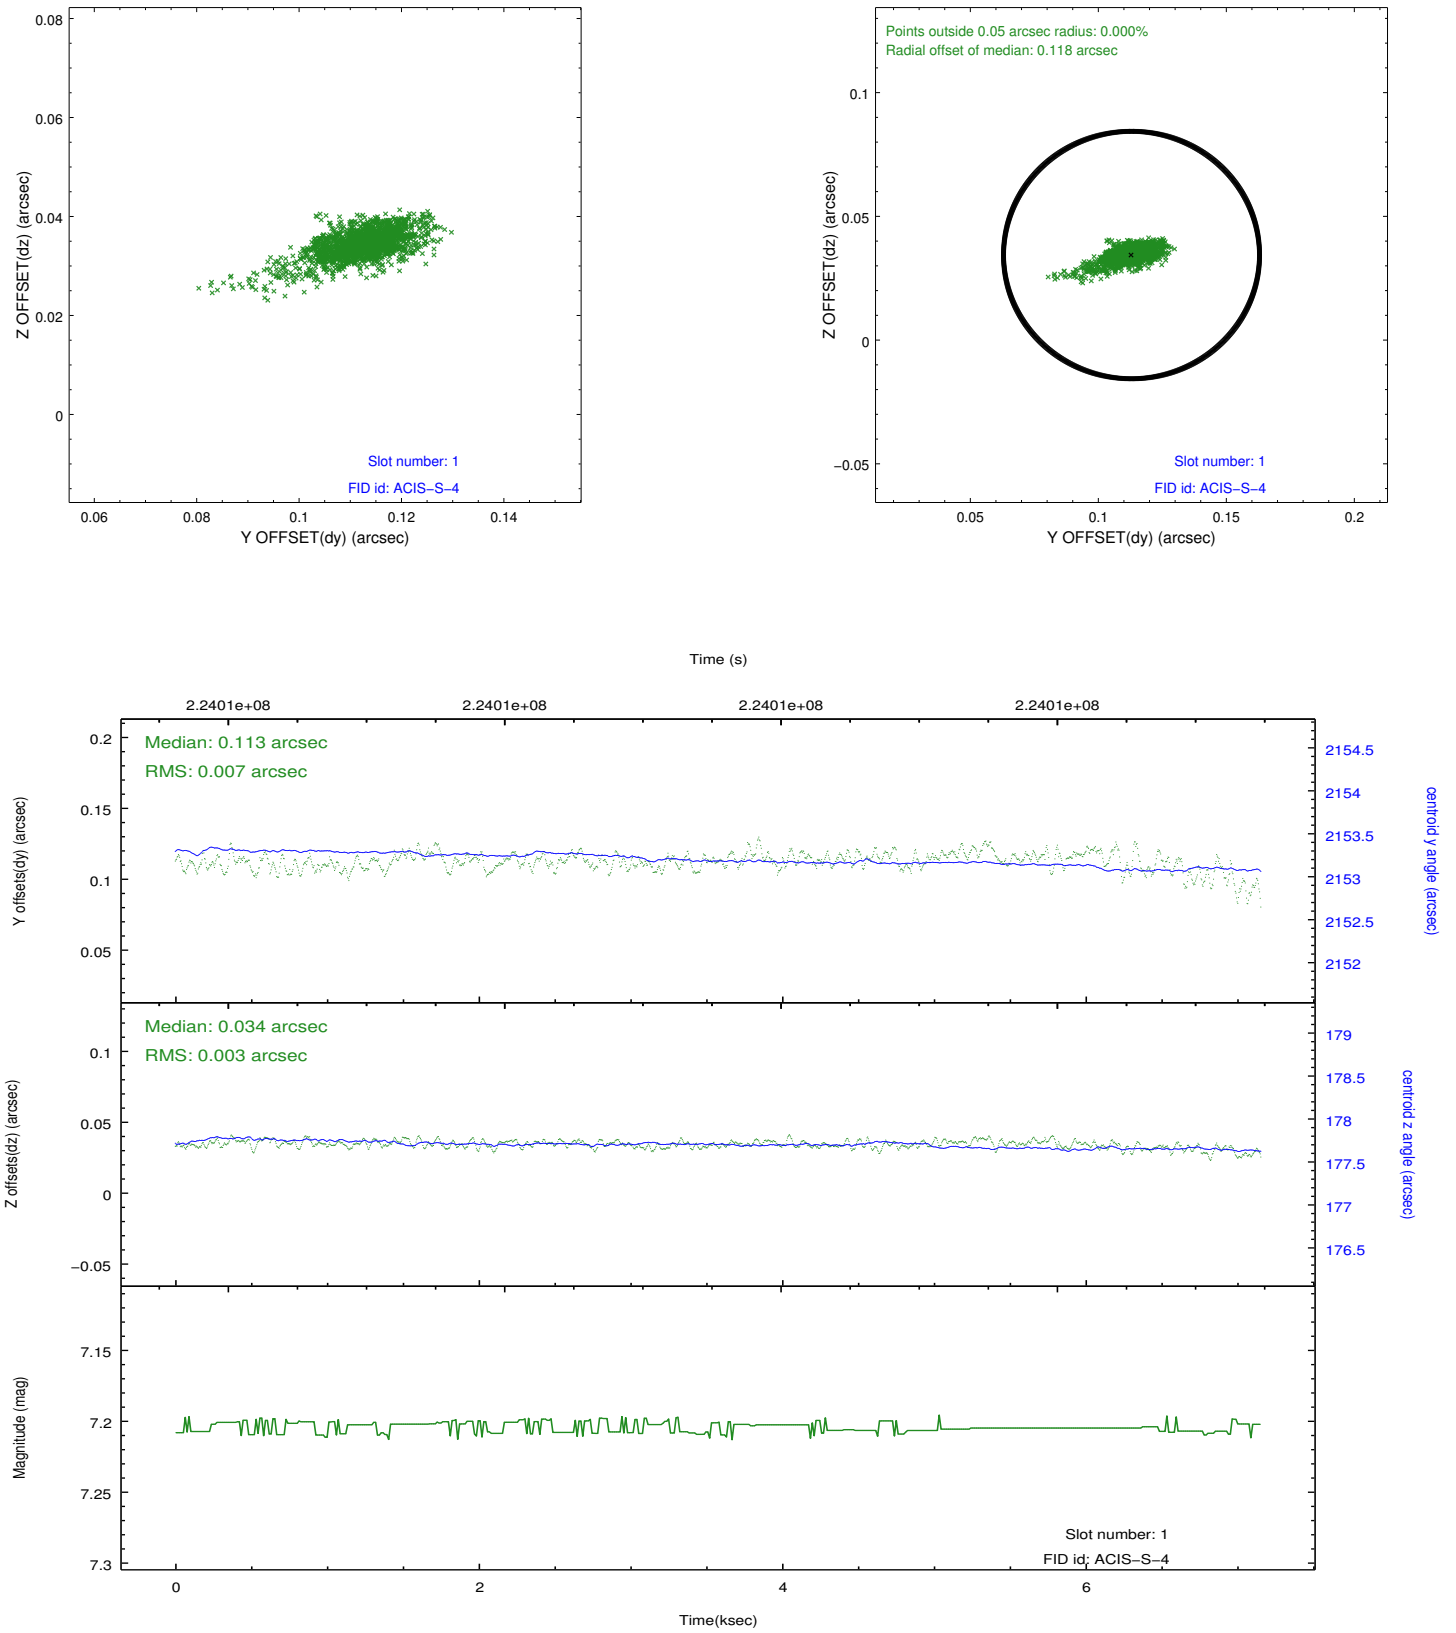 0.08
0.06
0.04
0.02
0
Z OFFSET(dz) (arcsec)
Slot number: 1
FID id: ACIS−S−4
0.06 0.08 0.1 0.12 0.14
Y OFFSET(dy) (arcsec)
Points outside 0.05 arcsec radius: 0.000%
Radial offset of median: 0.118 arcsec
0.1
0.05
0
−0.05
Z OFFSET(dz) (arcsec)
Slot number: 1
FID id: ACIS−S−4
0.05 0.1 0.15 0.2
Y OFFSET(dy) (arcsec)
Time (s)
2.2401e+08 2.2401e+08 2.2401e+08 2.2401e+08
Median: 0.113 arcsec
RMS: 0.007 arcsec
0.2
0.15
0.1
0.05
Y offsets(dy) (arcsec)
2154.5
2154
2153.5
2153
2152.5
2152
centroid y angle (arcsec)
Median: 0.034 arcsec
RMS: 0.003 arcsec
0.1
0.05
0
−0.05
Z offsets(dz) (arcsec)
179
178.5
178
177.5
177
176.5
centroid z angle (arcsec)
7.15
7.2
7.25
7.3
Magnitude (mag)
Slot number: 1
FID id: ACIS−S−4
0 2 4 6
Time(ksec)